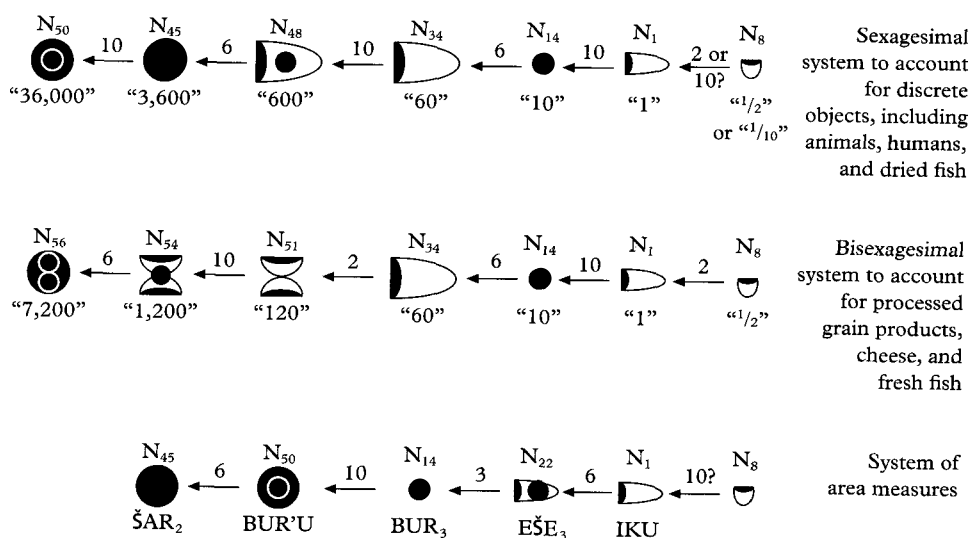 N₅₀ N₄₅ N₄₈ N₃₄ N₁₄ N₁ N₈
10 6 10 6 10 2 or 10?
“36,000” “3,600” “600” “60” “10” “1” “¹/₂” or “¹/₁₀”
Sexagesimal
system to account
for discrete
objects, including
animals, humans,
and dried fish
N₅₆ N₅₄ N₅₁ N₃₄ N₁₄ N₁ N₈
6 10 2 6 10 2
“7,200” “1,200” “120” “60” “10” “1” “¹/₂”
Bisexagesimal
system to account
for processed
grain products,
cheese, and
fresh fish
N₄₅ N₅₀ N₁₄ N₂₂ N₁ N₈
6 10 3 6 10?
ŠAR₂ BUR’U BUR₃ EŠE₃ IKU
System of
area measures